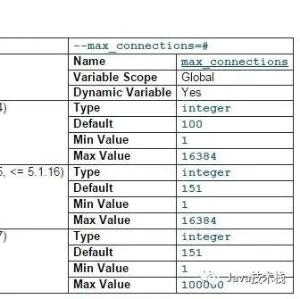 --max_connections=#
Name max_connections
Variable Scope Global
Dynamic Variable Yes
4) Type integer
Default 100
Min Value 1
Max Value 16384
5, <= 5.1.16) Type integer
Default 151
Min Value 1
Max Value 16384
7) Type integer
Default 151
Min Value 1
Max Value 100000
Java技术栈